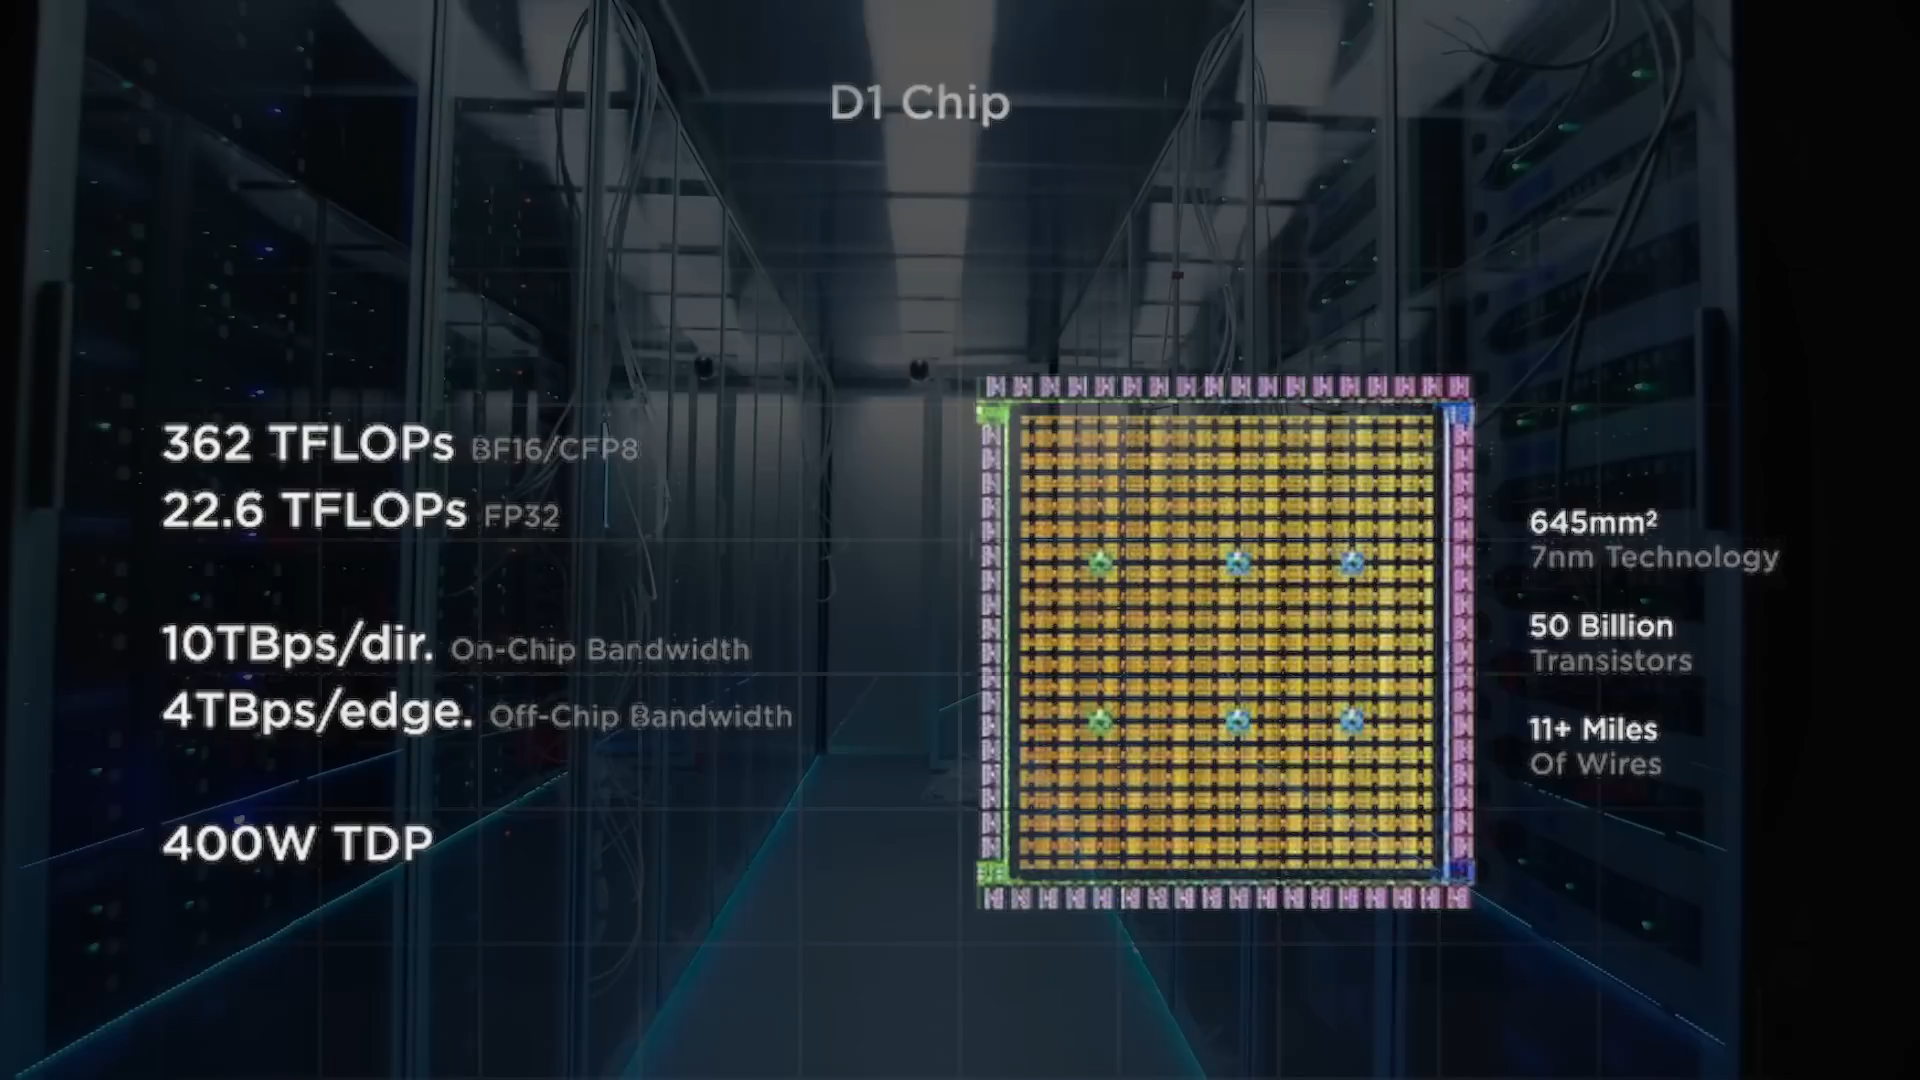 D1 Chip
362 TFLOPs BF16/CFP8
22.6 TFLOPs FP32
10TBps/dir. On-Chip Bandwidth
4TBps/edge. Off-Chip Bandwidth
400W TDP
645mm²
7nm Technology
50 Billion
Transistors
11+ Miles
Of Wires